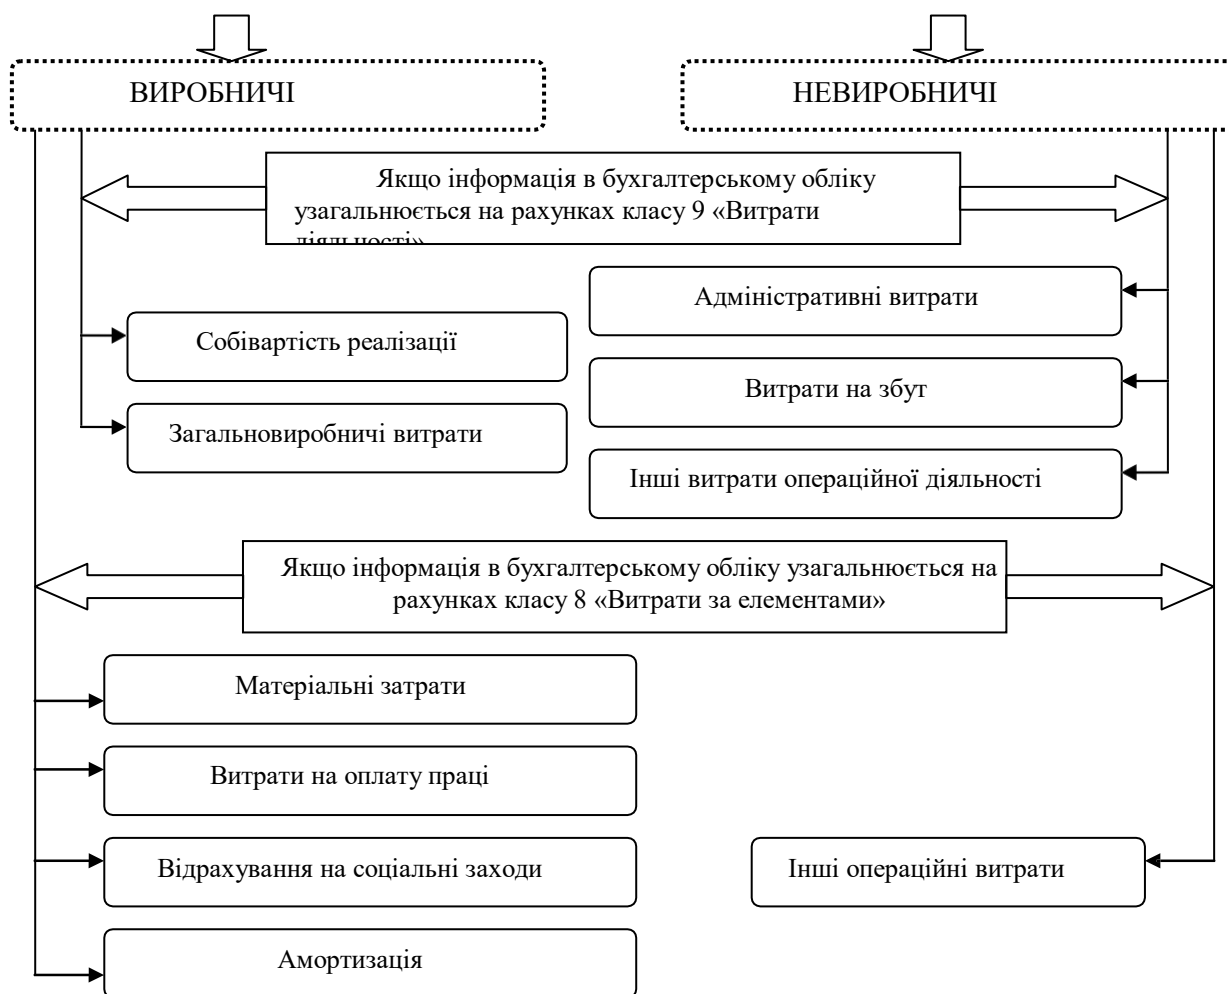 ВИРОБНИЧІ
НЕВИРОБНИЧІ
Якщо інформація в бухгалтерському обліку
узагальнюється на рахунках класу 9 «Витрати
діяльності»
Адміністративні витрати
Собівартість реалізації
Витрати на збут
Загальновиробничі витрати
Інші витрати операційної діяльності
Якщо інформація в бухгалтерському обліку узагальнюється на
рахунках класу 8 «Витрати за елементами»
Матеріальні затрати
Витрати на оплату праці
Відрахування на соціальні заходи
Інші операційні витрати
Амортизація